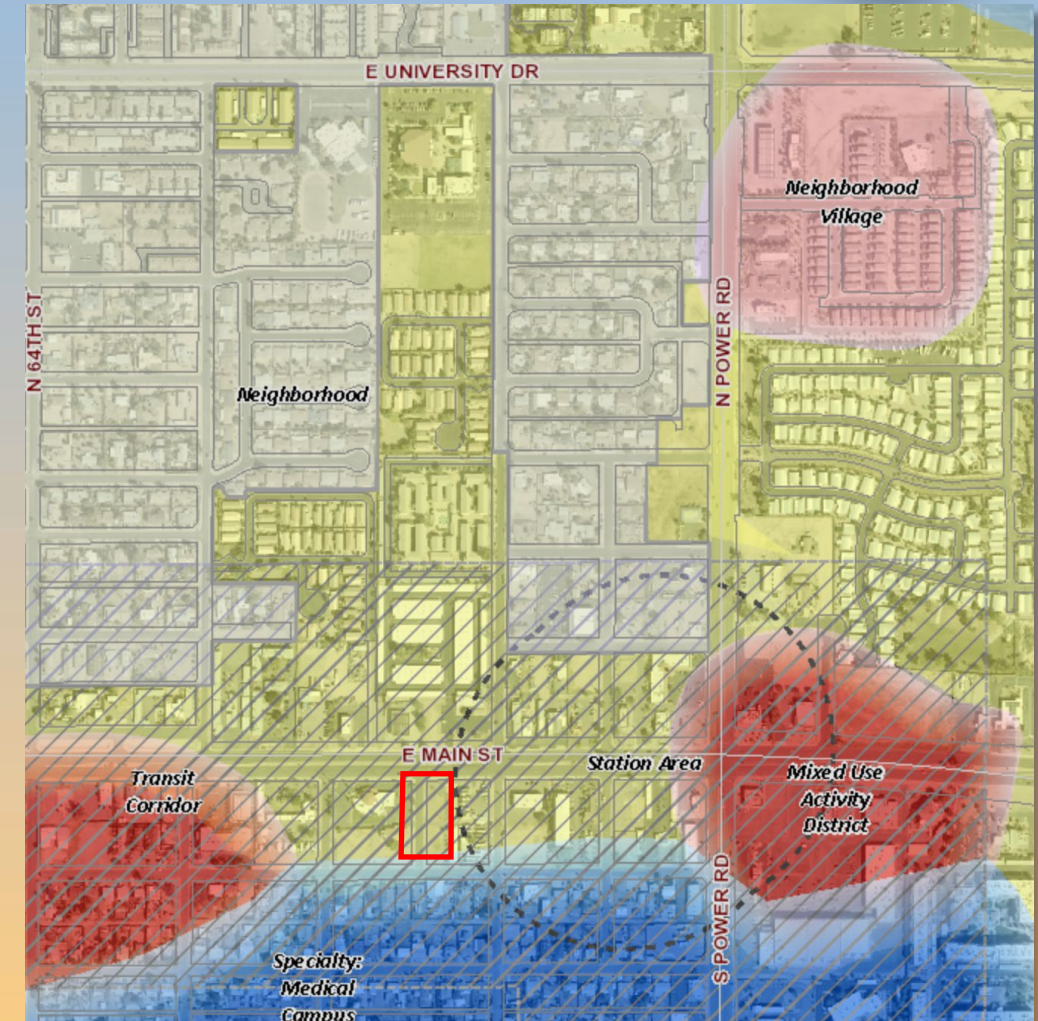 E UNIVERSITY DR
Neighborhood
Village
N 64TH ST
N POWER RD
Neighborhood
E MAIN ST
Station Area
Transit
Corridor
Mixed Use
Activity
District
S POWER RD
Specialty:
Medical
Campus